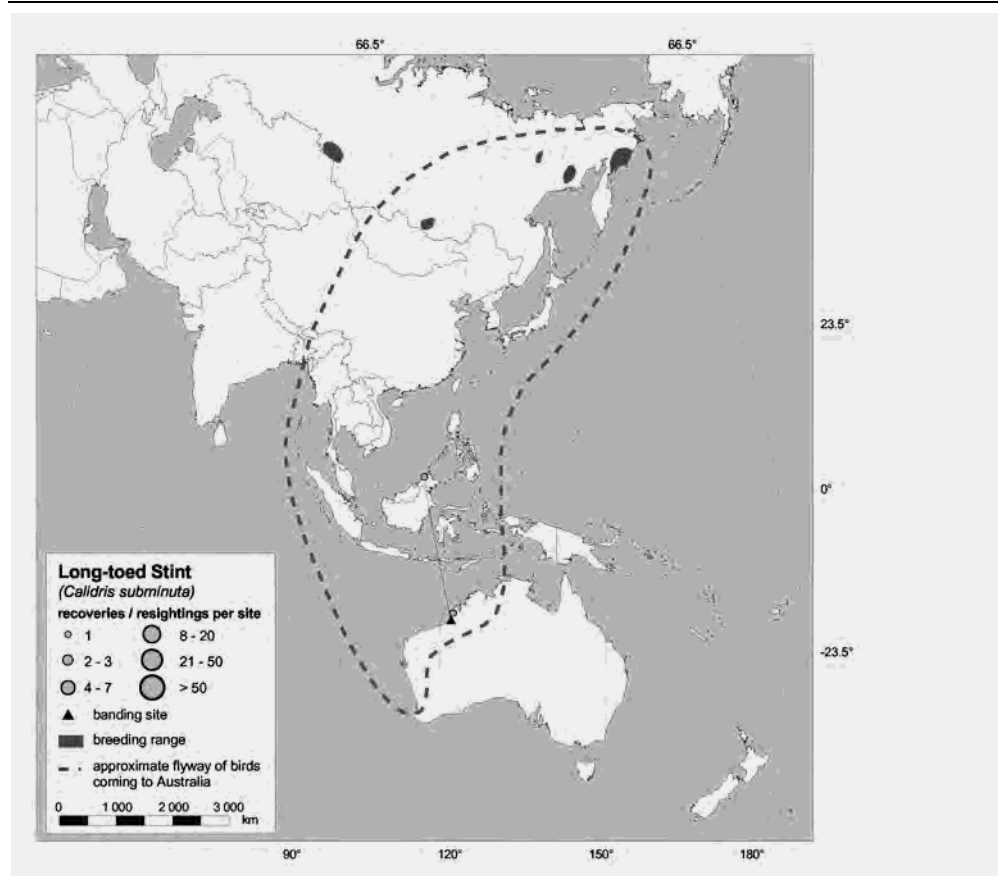 66.5° 66.5°
23.5°
0°
-23.5°
Long-toed Stint
(Calidris subminuta)
recoveries / resightings per site
1 8 - 20
2 - 3 21 - 50
4 - 7 > 50
banding site
breeding range
approximate flyway of birds
coming to Australia
0 1 000 2 000 3 000
km
90° 120° 150° 180°